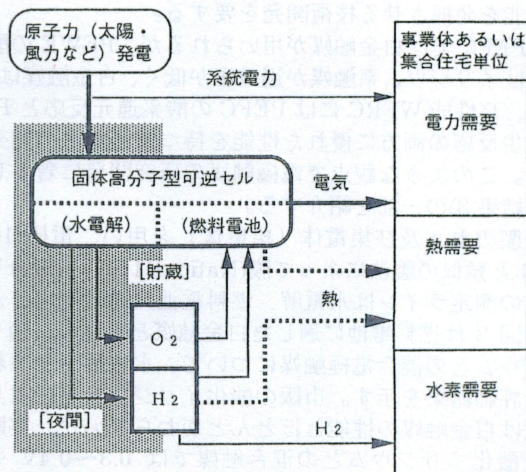 原子力(太陽・
風力など)発電
系統電力
事業体あるいは
集合住宅単位
電力需要
固体高分子型可逆セル
電気
(水電解)
(燃料電池)
熱需要
[貯蔵]
熱
O2
H2
水素需要
[夜間]
H2